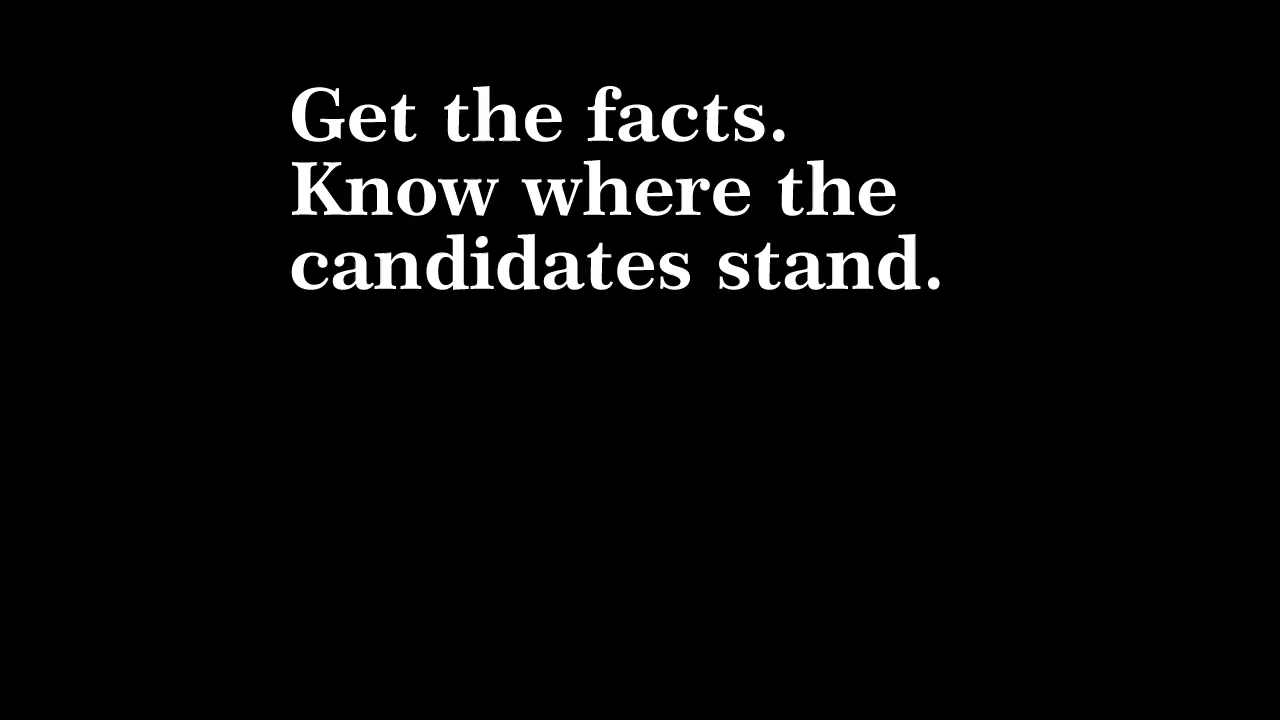 Get the facts.
Know where the
candidates stand.